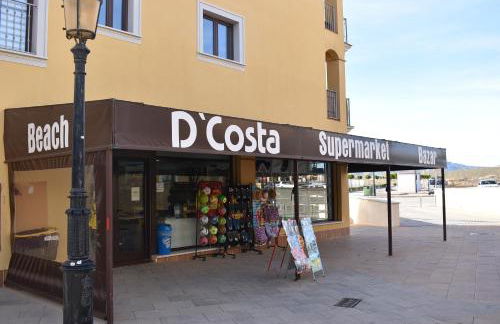 Beach
D'Costa
Supermarket
Bazar